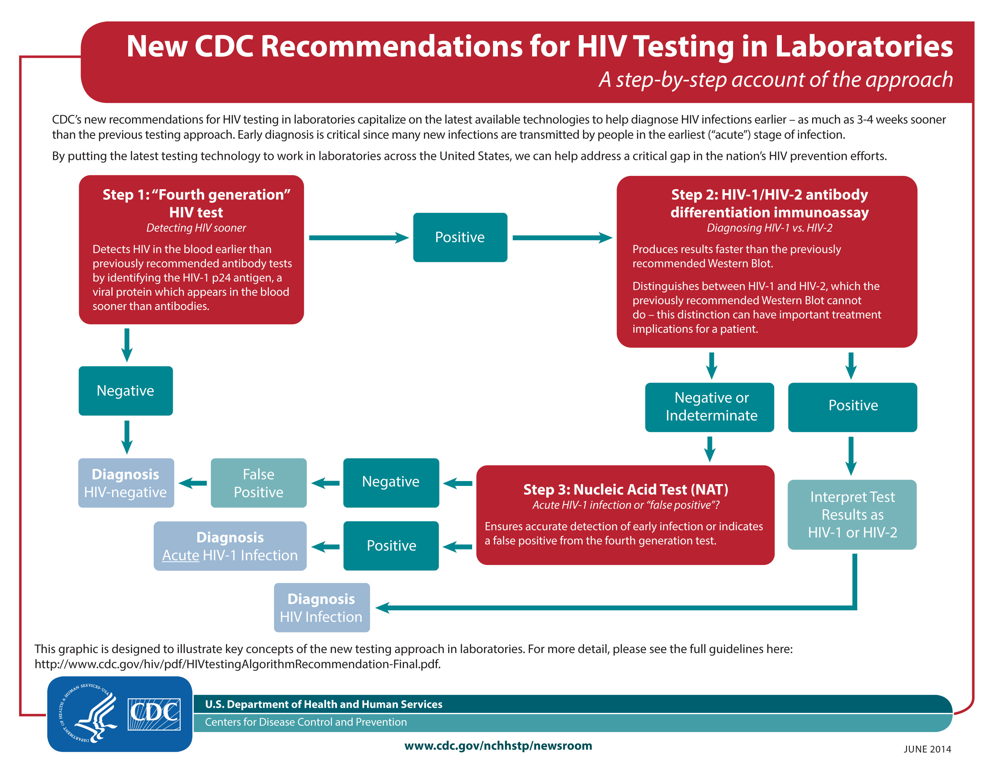 New CDC Recommendations for HIV Testing in Laboratories
A step-by-step account of the approach
CDC’s new recommendations for HIV testing in laboratories capitalize on the latest available technologies to help diagnose HIV infections earlier – as much as 3-4 weeks sooner
than the previous testing approach. Early diagnosis is critical since many new infections are transmitted by people in the earliest (“acute”) stage of infection.
By putting the latest testing technology to work in laboratories across the United States, we can help address a critical gap in the nation’s HIV prevention efforts.
Step 1: “Fourth generation”
HIV test
Detecting HIV sooner
Detects HIV in the blood earlier than
previously recommended antibody tests
by identifying the HIV-1 p24 antigen, a
viral protein which appears in the blood
sooner than antibodies.
Positive
Step 2: HIV-1/HIV-2 antibody
differentiation immunoassay
Diagnosing HIV-1 vs. HIV-2
Produces results faster than the previously
recommended Western Blot.
Distinguishes between HIV-1 and HIV-2, which the
previously recommended Western Blot cannot
do – this distinction can have important treatment
implications for a patient.
Negative
Negative or
Indeterminate
Positive
Diagnosis
HIV-negative
False
Positive
Negative
Step 3: Nucleic Acid Test (NAT)
Acute HIV-1 infection or “false positive”?
Ensures accurate detection of early infection or indicates
a false positive from the fourth generation test.
Interpret Test
Results as
HIV-1 or HIV-2
Diagnosis
Acute HIV-1 Infection
Positive
Diagnosis
HIV Infection
This graphic is designed to illustrate key concepts of the new testing approach in laboratories. For more detail, please see the full guidelines here:
http://www.cdc.gov/hiv/pdf/HIVtestingAlgorithmRecommendation-Final.pdf.
DEPARTMENT OF HEALTH & HUMAN SERVICES · USA
CDC
U.S. Department of Health and Human Services
Centers for Disease Control and Prevention
www.cdc.gov/nchhstp/newsroom
JUNE 2014